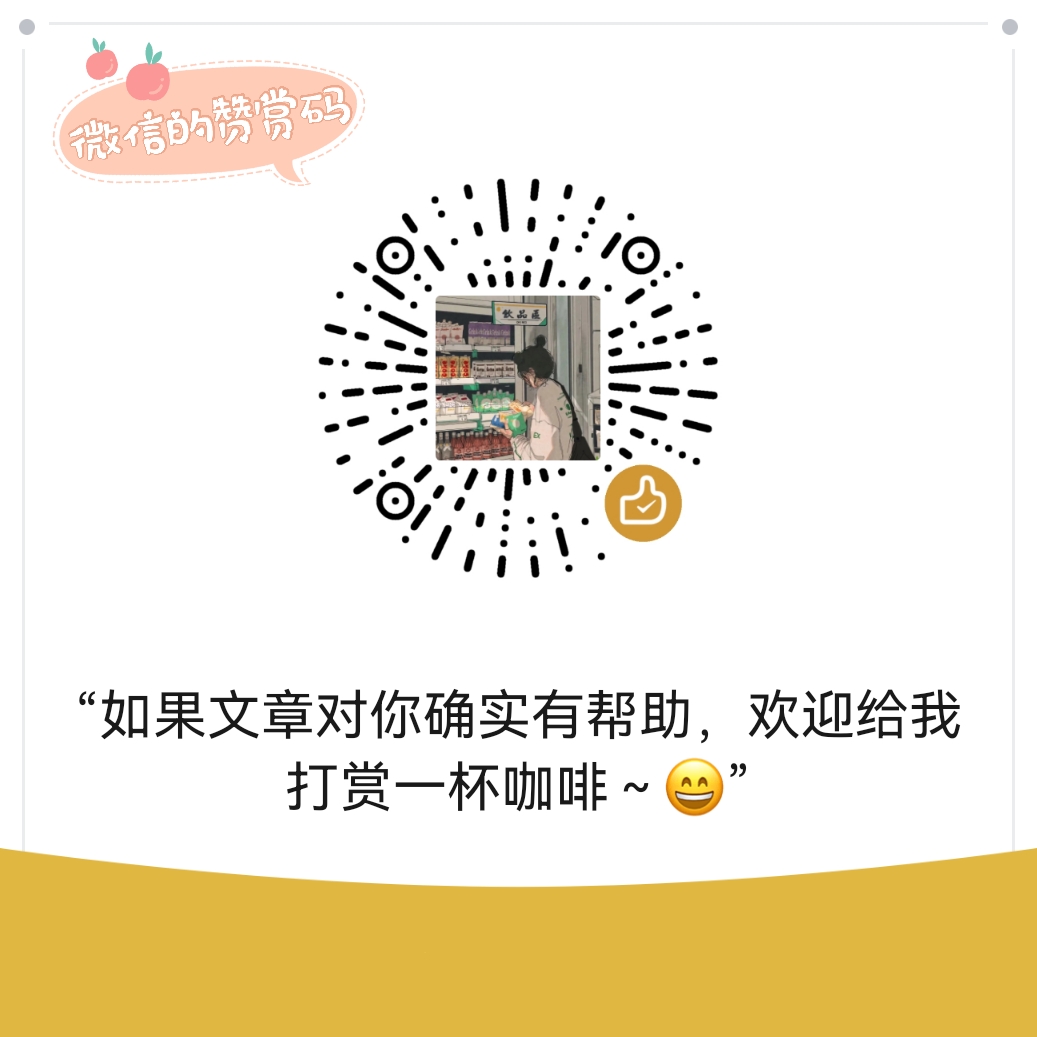 微信的赞赏码
饮品區
“如果文章对你确实有帮助，欢迎给我
打赏一杯咖啡～😄”